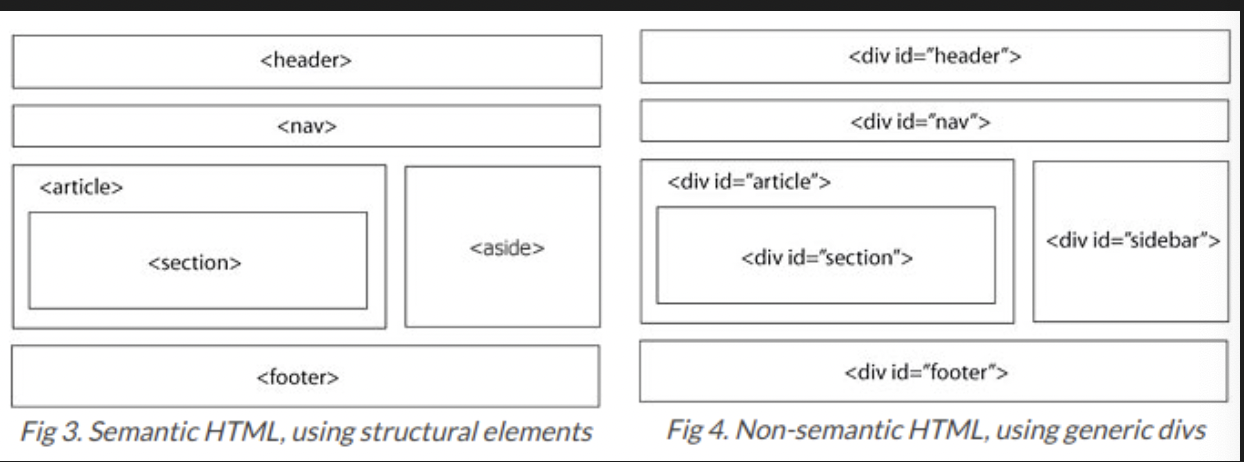 <header>
<nav>
<article>
<section>
<aside>
<footer>
Fig 3. Semantic HTML, using structural elements
<div id="header">
<div id="nav">
<div id="article">
<div id="section">
<div id="sidebar">
<div id="footer">
Fig 4. Non-semantic HTML, using generic divs